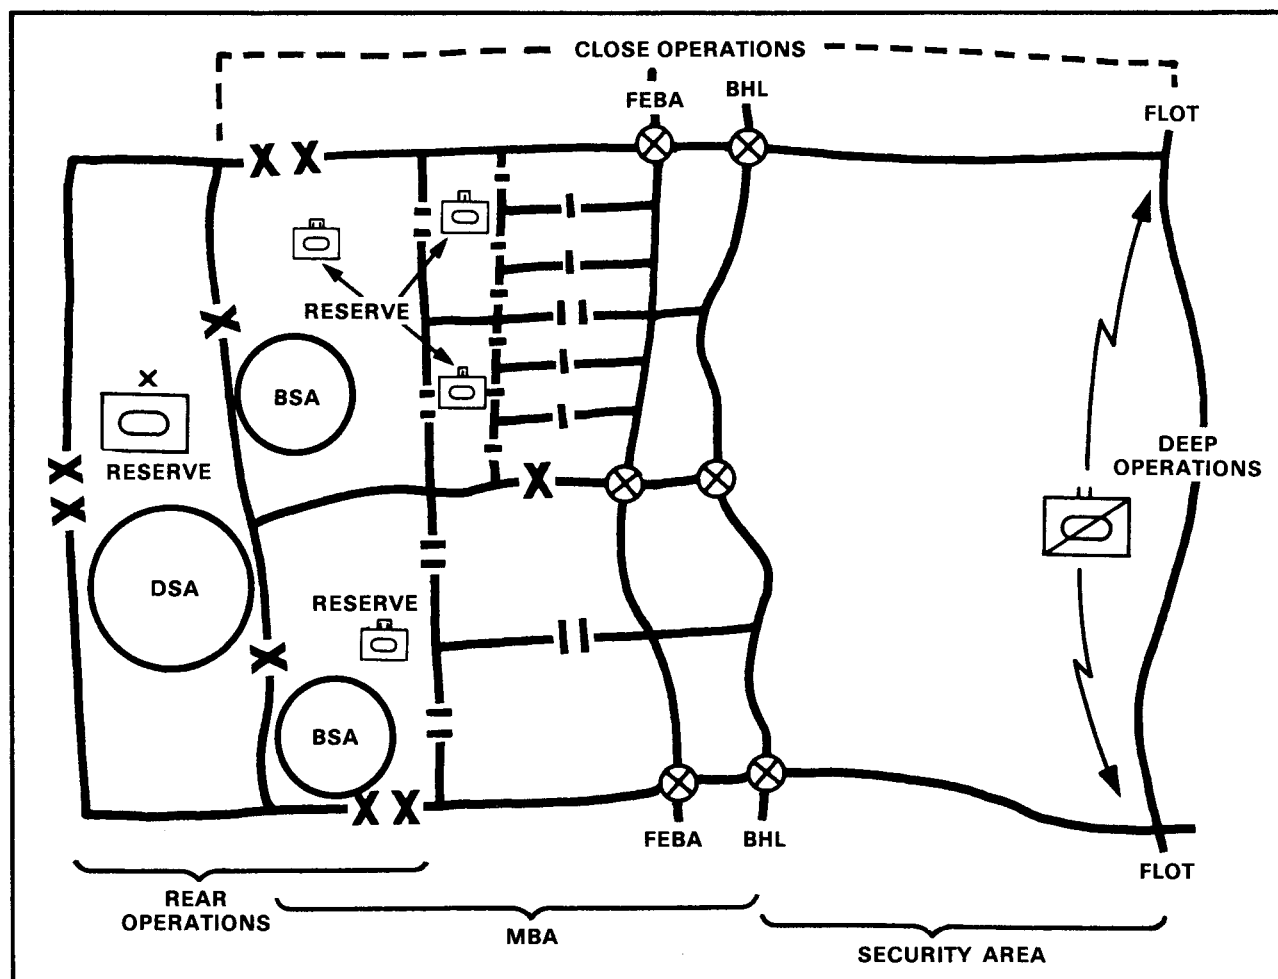 CLOSE OPERATIONS
FEBA
BHL
FLOT
RESERVE
BSA
RESERVE
DEEP
OPERATIONS
DSA
RESERVE
BSA
FEBA
BHL
FLOT
REAR
OPERATIONS
MBA
SECURITY AREA